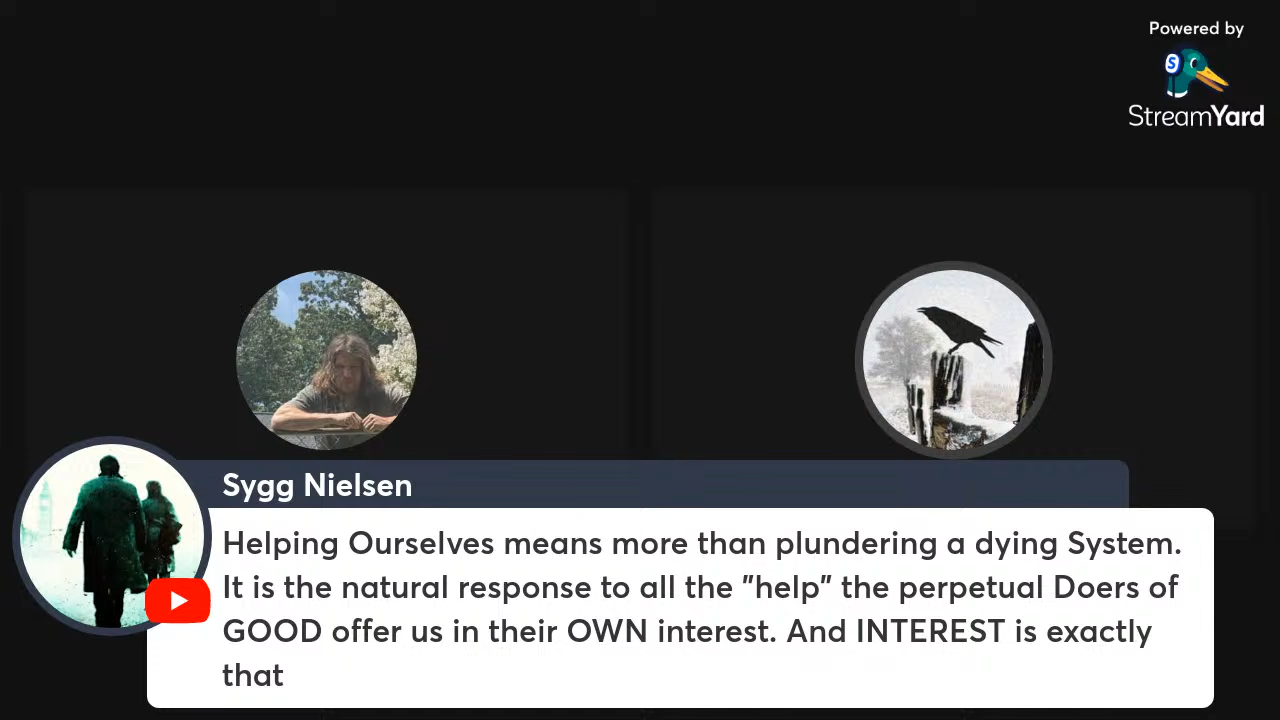 Powered by
S
StreamYard
Sygg Nielsen
Helping Ourselves means more than plundering a dying System.
It is the natural response to all the "help" the perpetual Doers of
GOOD offer us in their OWN interest. And INTEREST is exactly
that